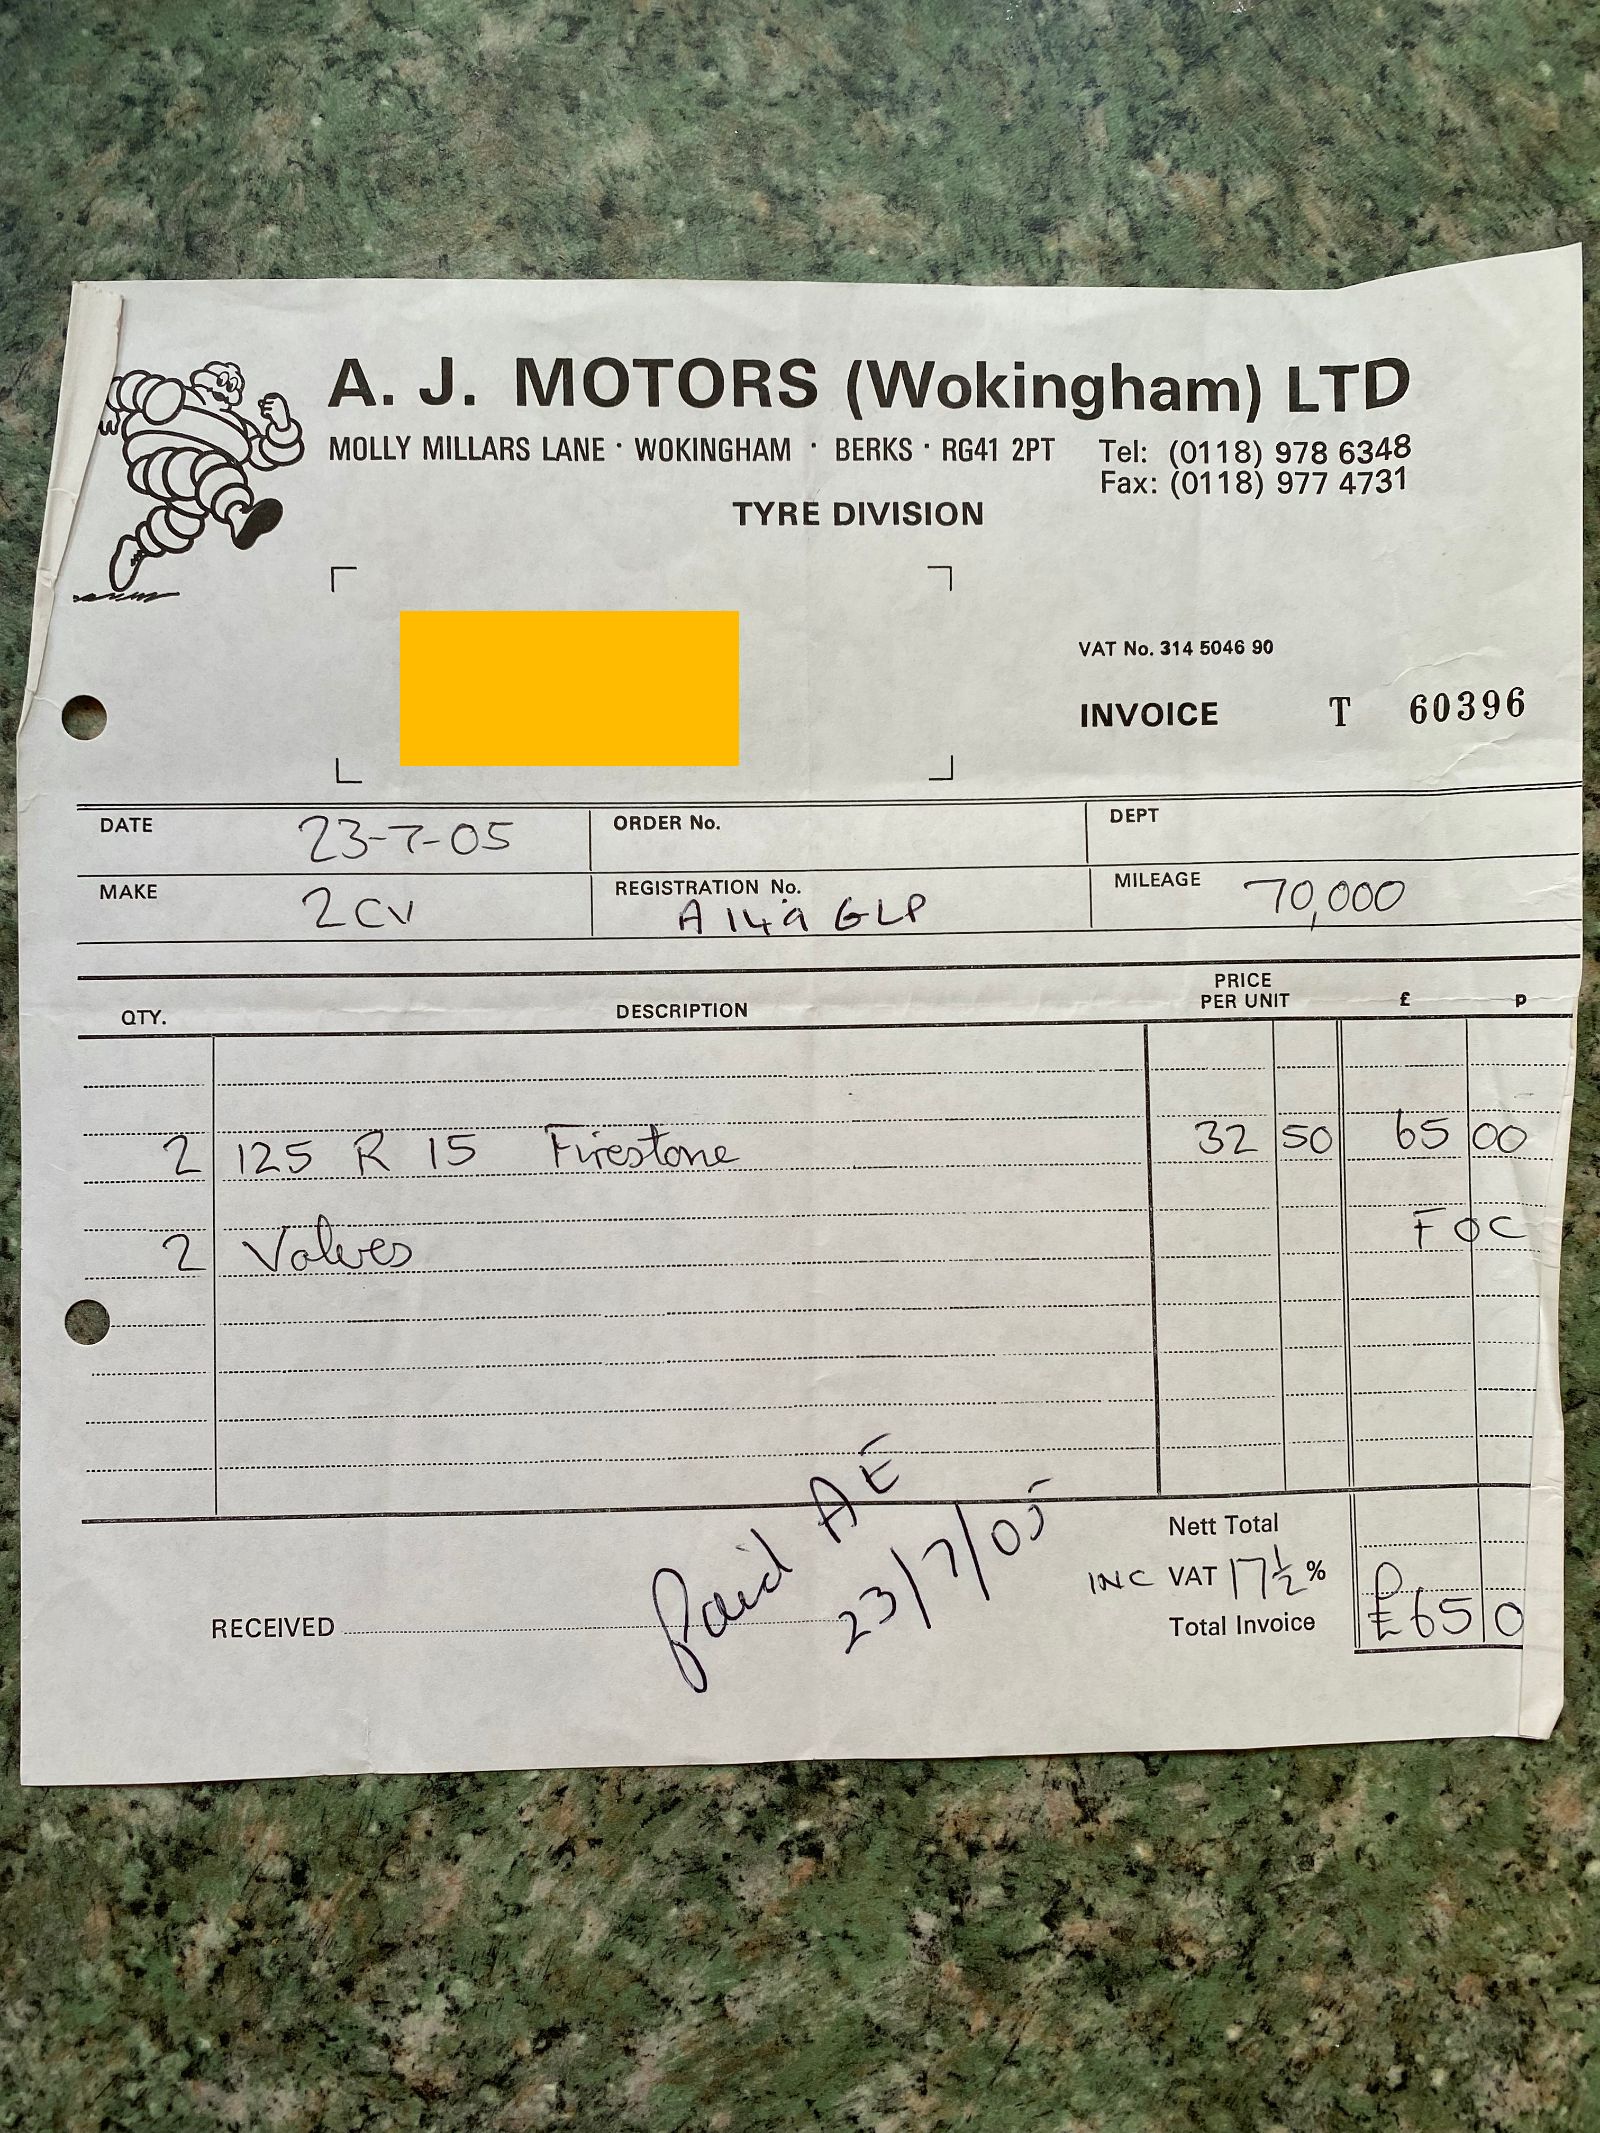 A. J. MOTORS (Wokingham) LTD
MOLLY MILLARS LANE · WOKINGHAM · BERKS · RG41 2PT
Tel: (0118) 978 6348
Fax: (0118) 977 4731
TYRE DIVISION
VAT No. 314 5046 90
INVOICE T 60396
DATE 23-7-05 ORDER No. DEPT
MAKE 2CV REGISTRATION No. A149 GLP MILEAGE 70,000
QTY. DESCRIPTION PRICE PER UNIT £ p
2 125 R 15 Firestone 32 50 65 00
2 Valves FOC
Nett Total
INC VAT 17½ %
Total Invoice £65 0
RECEIVED
Paid AE
23/7/05